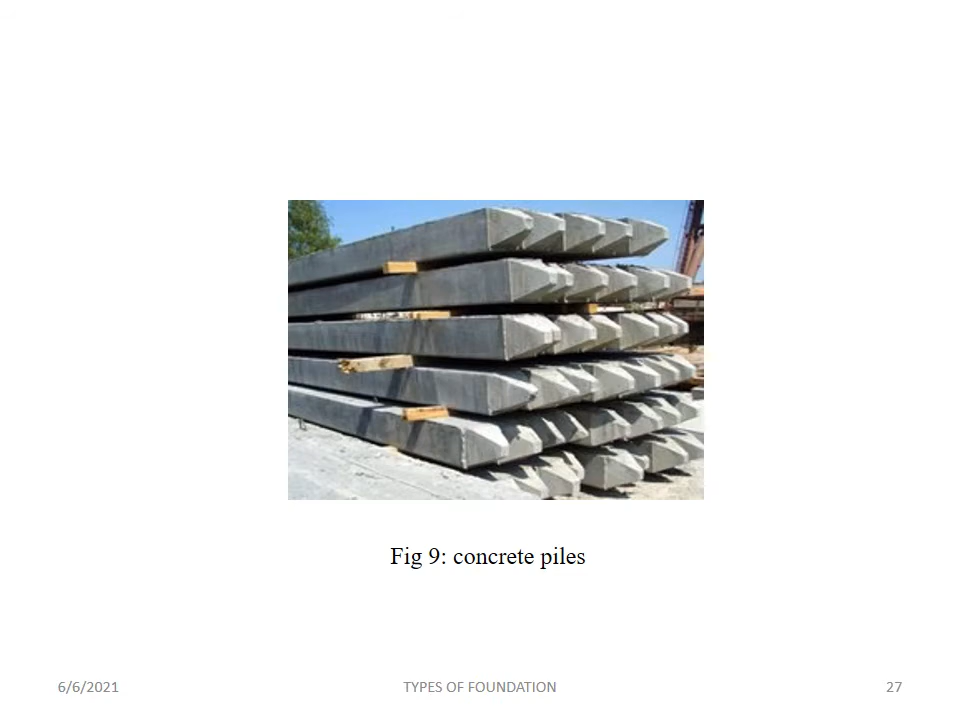 Fig 9: concrete piles
6/6/2021
TYPES OF FOUNDATION
27